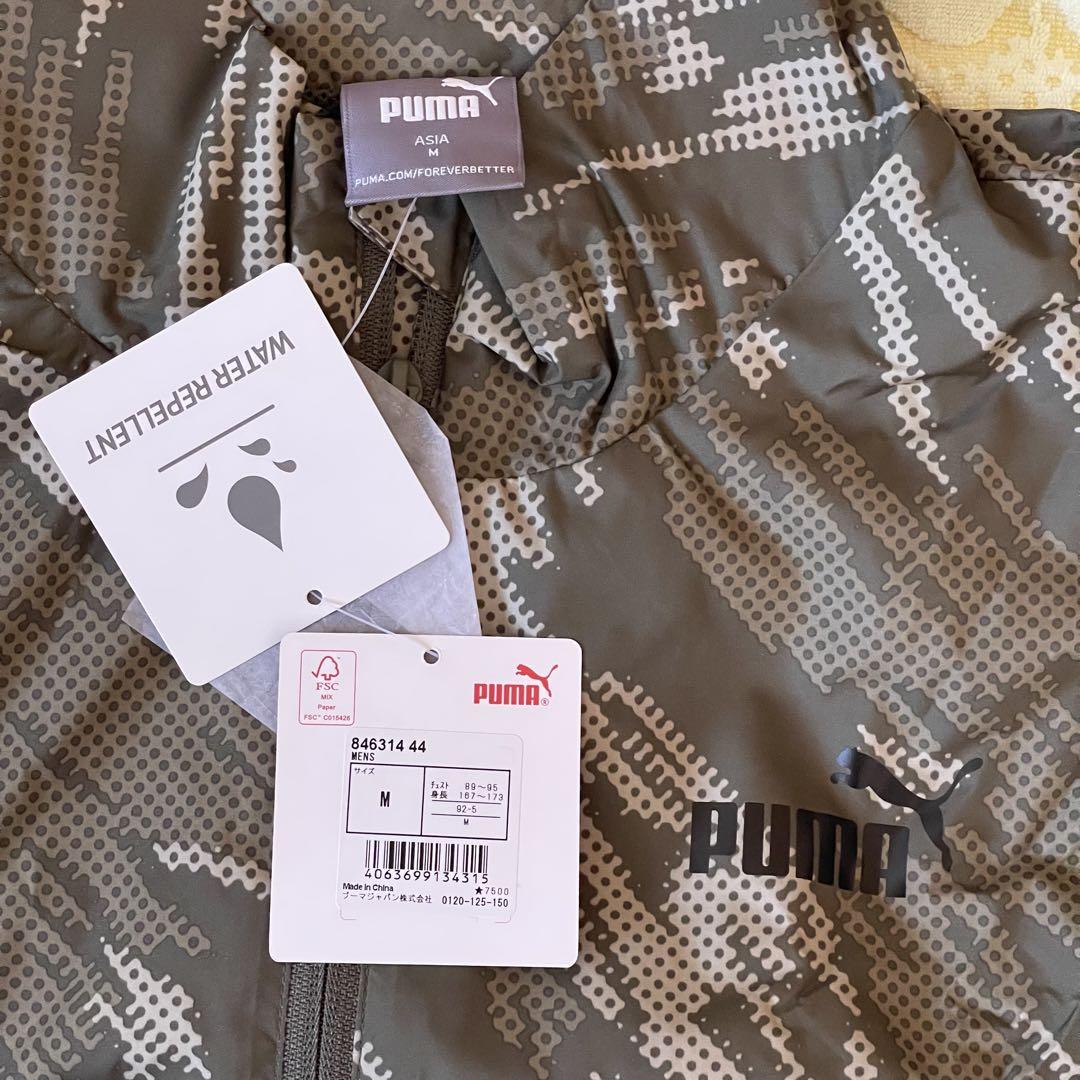 PUMA
ASIA
M
PUMA.COM/FOREVERBETTER
WATER REPELLENT
FSC
MIX
Paper
FSC® C015426
PUMA®
846314 44
MENS
サイズ
M
チェスト 89～95
身長 167～173
92-5
M
4063699134315
★7500
Made in China
プーマジャパン株式会社 0120-125-150
PUMA